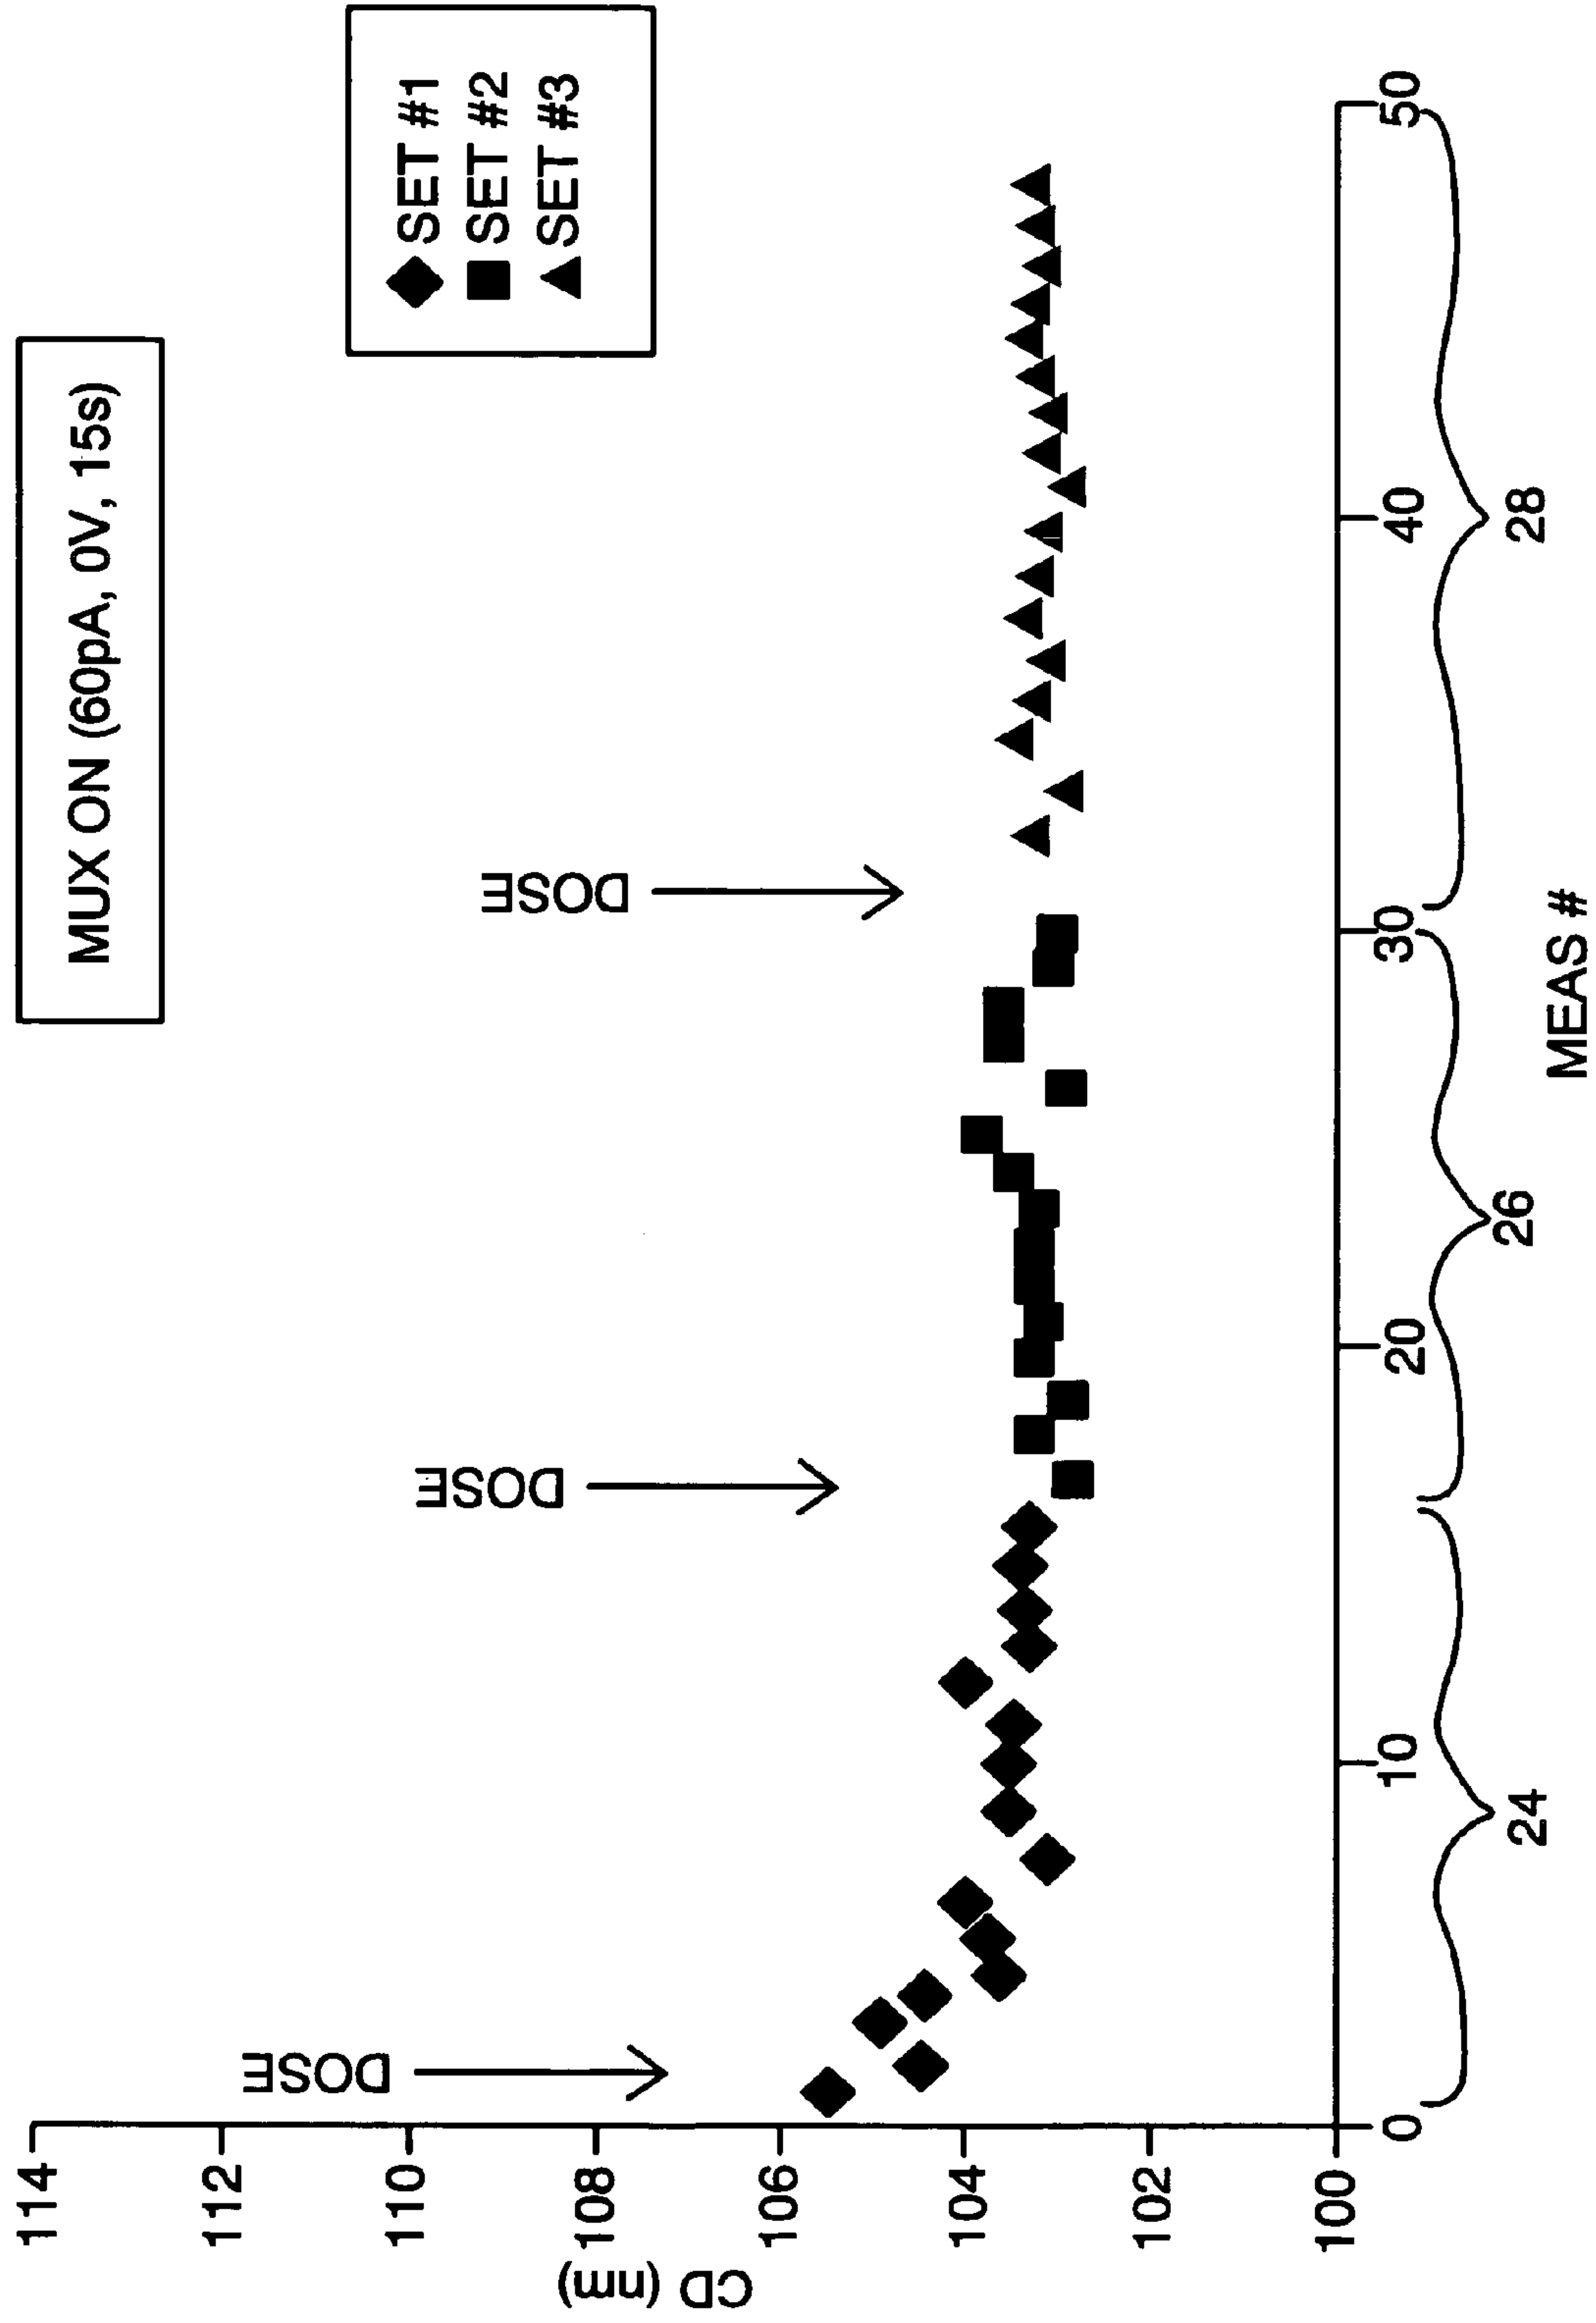 MUX ON (60pA, 0V, 15s)
SET #1
SET #2
SET #3
DOSE
DOSE
DOSE
CD (nm)
114
112
110
108
106
104
102
100
0
10
20
30
40
50
24
26
28
MEAS #